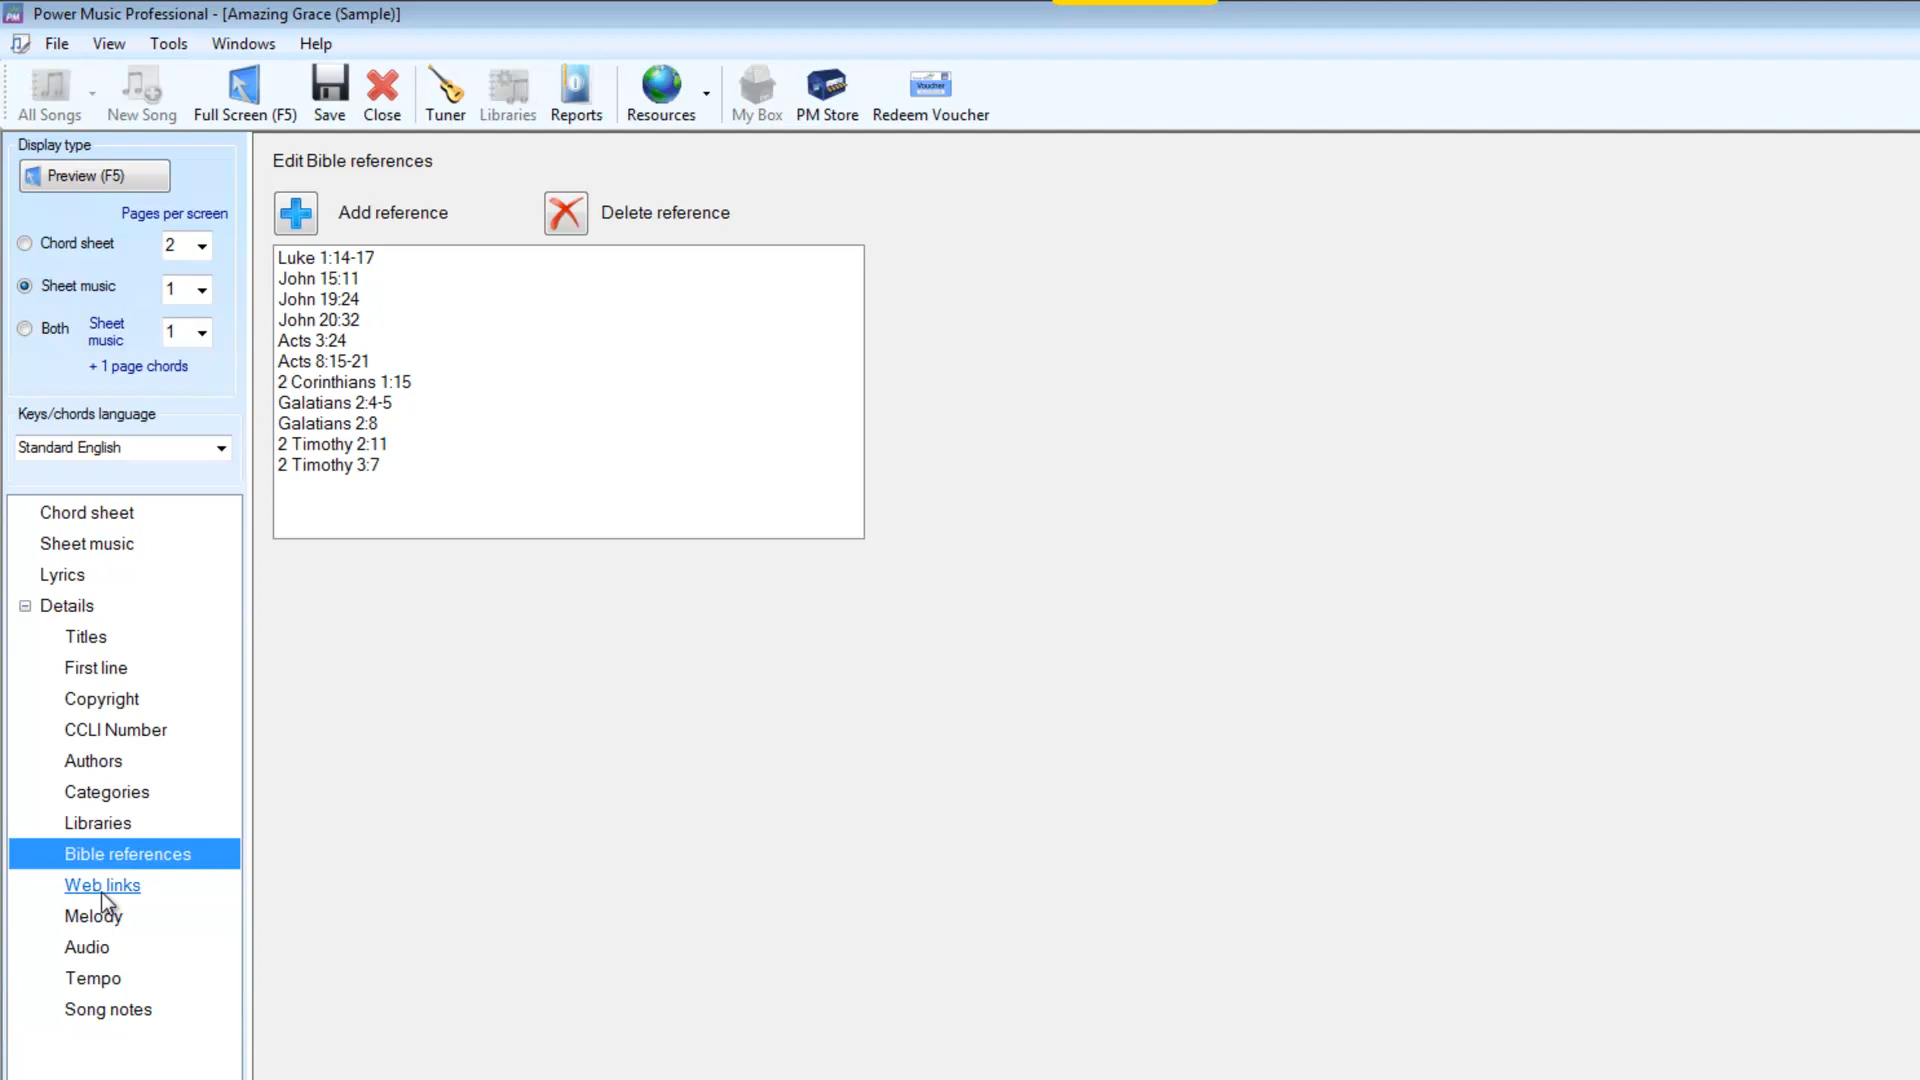 Power Music Professional - [Amazing Grace (Sample)]
File View Tools Windows Help
All Songs New Song Full Screen (F5) Save Close Tuner Libraries Reports Resources My Box PM Store Redeem Voucher
Display type
Preview (F5)
Pages per screen
Chord sheet 2
Sheet music 1
Both Sheet music 1
+ 1 page chords
Keys/chords language
Standard English
Chord sheet
Sheet music
Lyrics
Details
Titles
First line
Copyright
CCLI Number
Authors
Categories
Libraries
Bible references
Web links
Melody
Audio
Tempo
Song notes
Edit Bible references
Add reference Delete reference
Luke 1:14-17
John 15:11
John 19:24
John 20:32
Acts 3:24
Acts 8:15-21
2 Corinthians 1:15
Galatians 2:4-5
Galatians 2:8
2 Timothy 2:11
2 Timothy 3:7